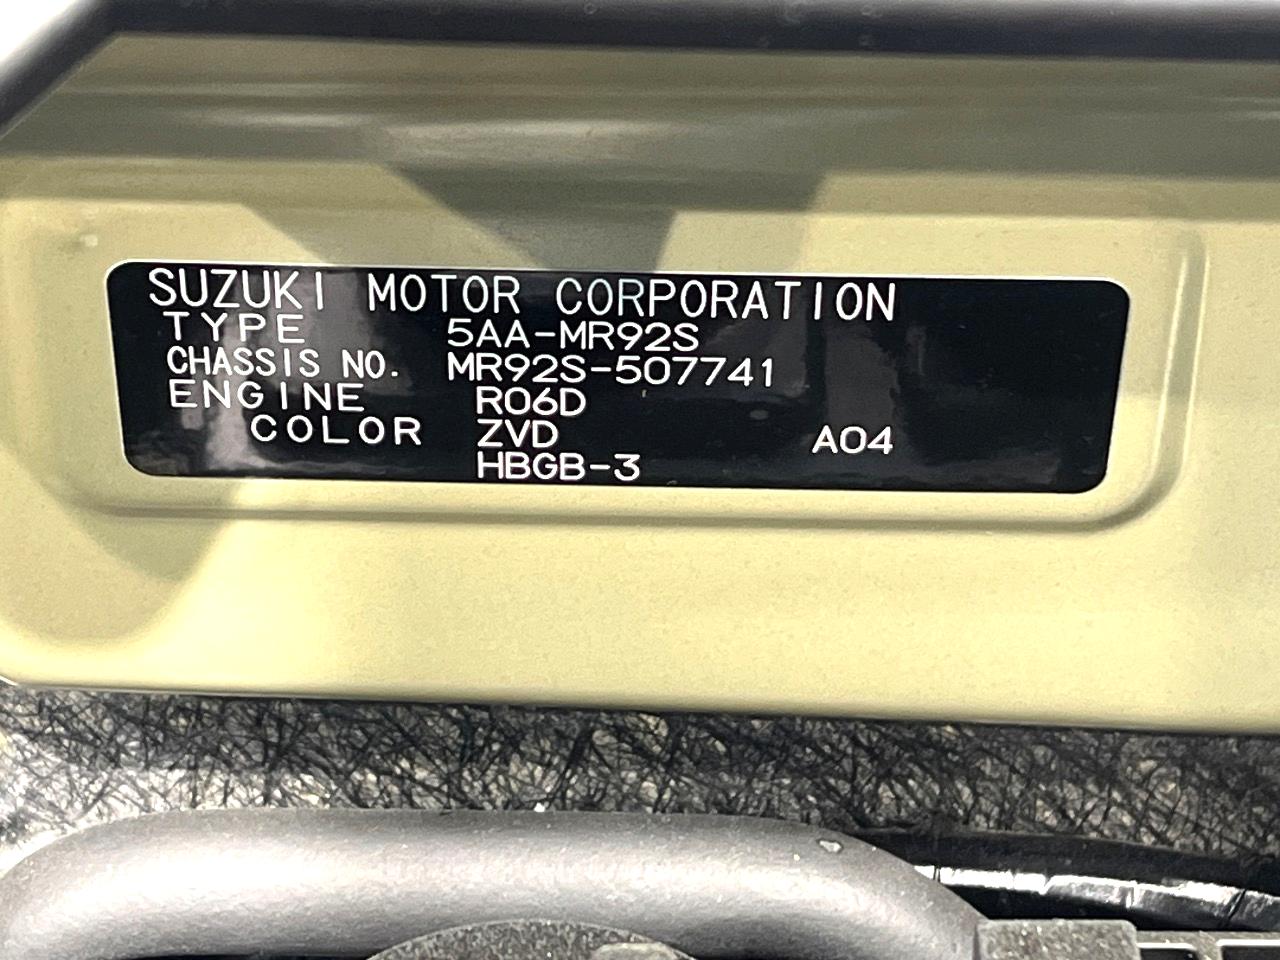 SUZUKI MOTOR CORPORATION
TYPE 5AA-MR92S
CHASSIS NO. MR92S-507741
ENGINE R06D
COLOR ZVD A04
HBGB-3